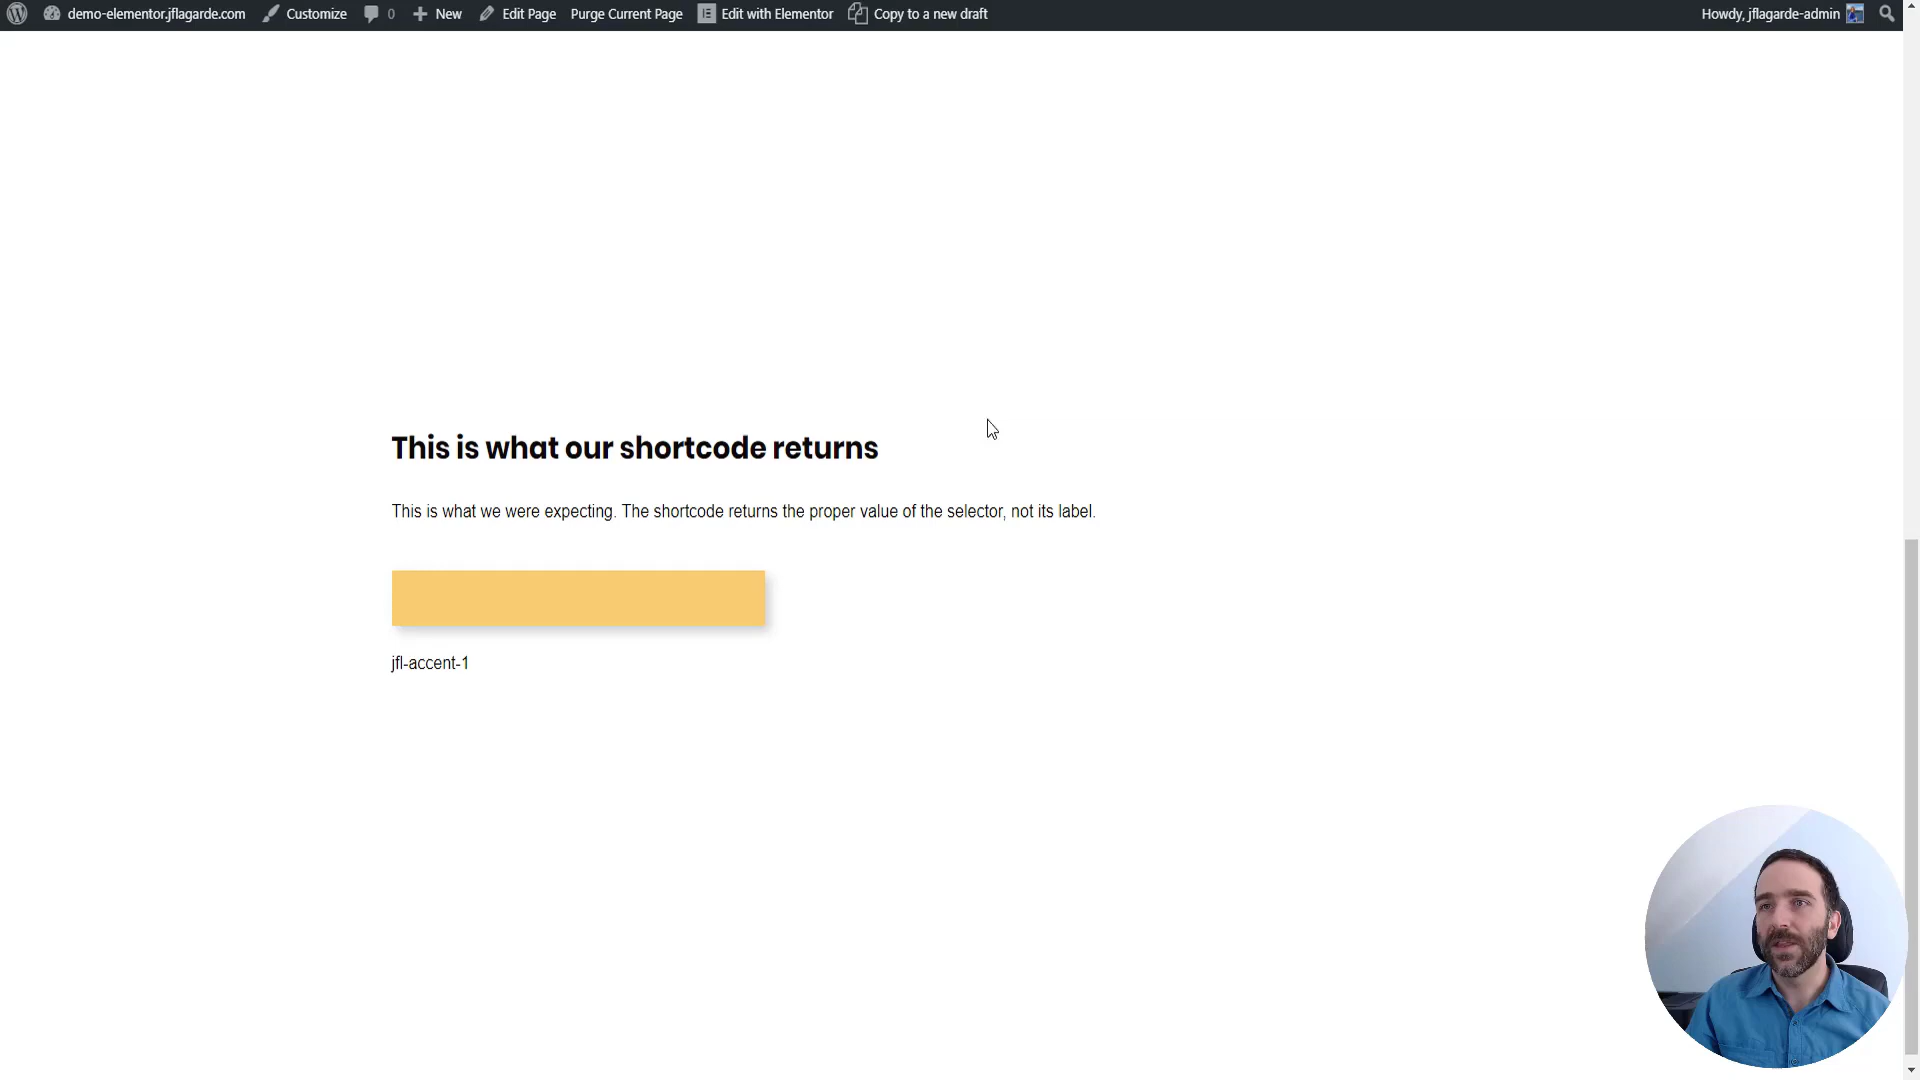 demo-elementor.jflagarde.com Customize 0 New Edit Page Purge Current Page Edit with Elementor Copy to a new draft Howdy, jflagarde-admin
This is what our shortcode returns
This is what we were expecting. The shortcode returns the proper value of the selector, not its label.
jfl-accent-1